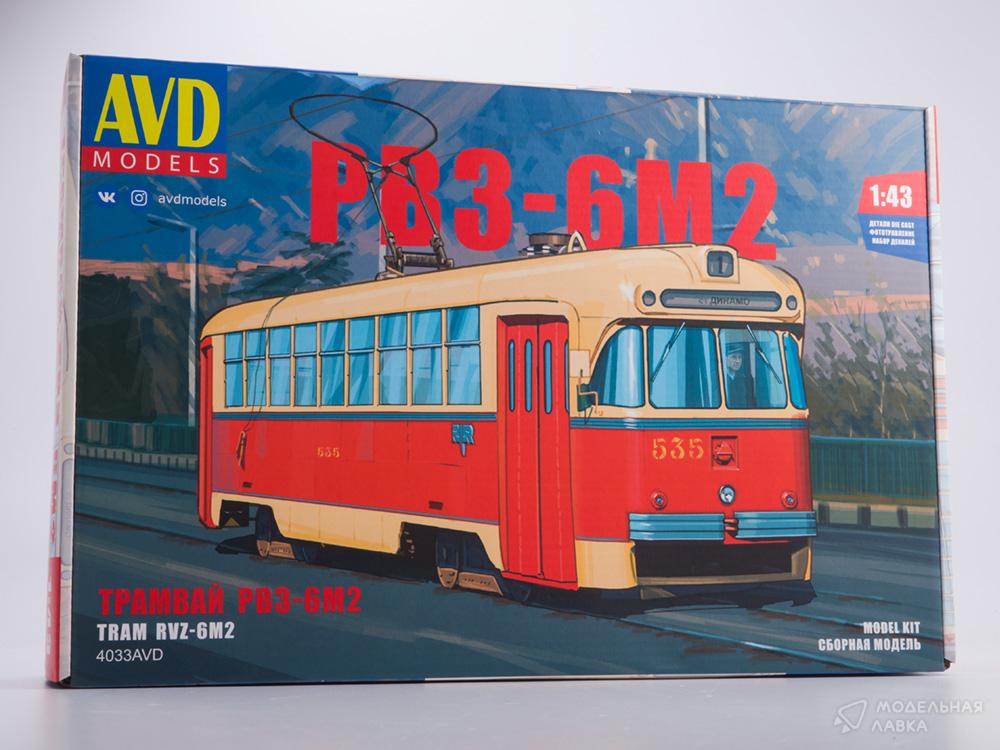 AVD
MODELS
avdmodels
РВЗ-6М2
1:43
ДЕТАЛИ DIE CAST
ФОТОТРАВЛЕНИЕ
НАБОР ДЕКАЛЕЙ
ДИНАМО
535
535
ТРАМВАЙ РВЗ-6М2
TRAM RVZ-6M2
4033AVD
MODEL KIT
СБОРНАЯ МОДЕЛЬ
МОДЕЛЬНАЯ
ЛАВКА